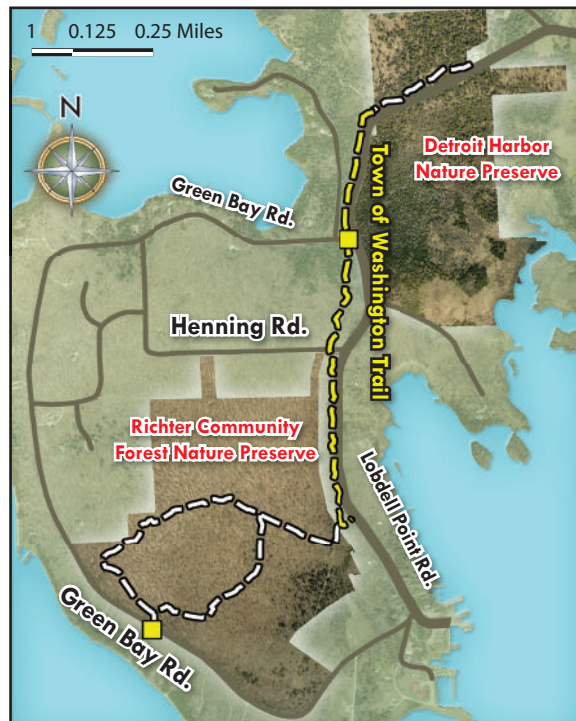 1 0.125 0.25 Miles
N
Detroit Harbor
Nature Preserve
Green Bay Rd.
Town of Washington Trail
Henning Rd.
Richter Community
Forest Nature Preserve
Lobdell Point Rd.
Green Bay Rd.